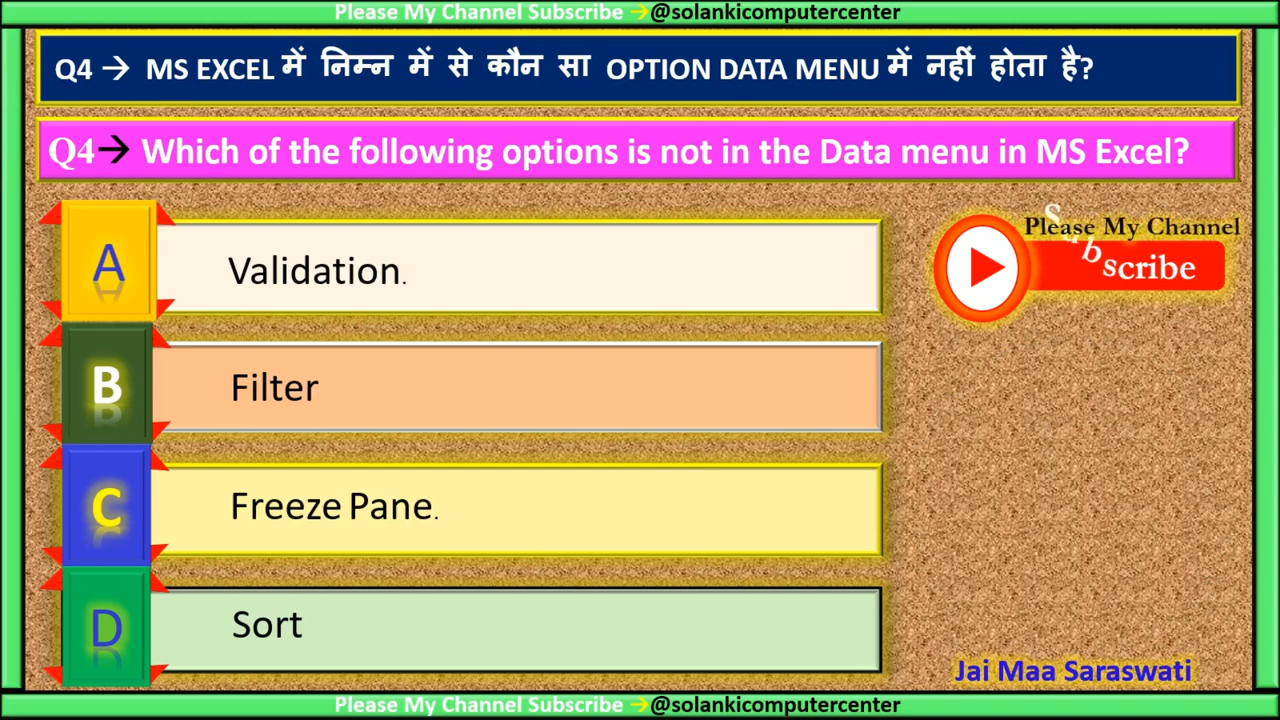 Please My Channel Subscribe →@solankicomputercenter
Q4 → MS EXCEL में निम्न में से कौन सा OPTION DATA MENU में नहीं होता है?
Q4→ Which of the following options is not in the Data menu in MS Excel?
A Validation.
Please My Channel
Subscribe
B Filter
C Freeze Pane.
D Sort
Jai Maa Saraswati
Please My Channel Subscribe →@solankicomputercenter